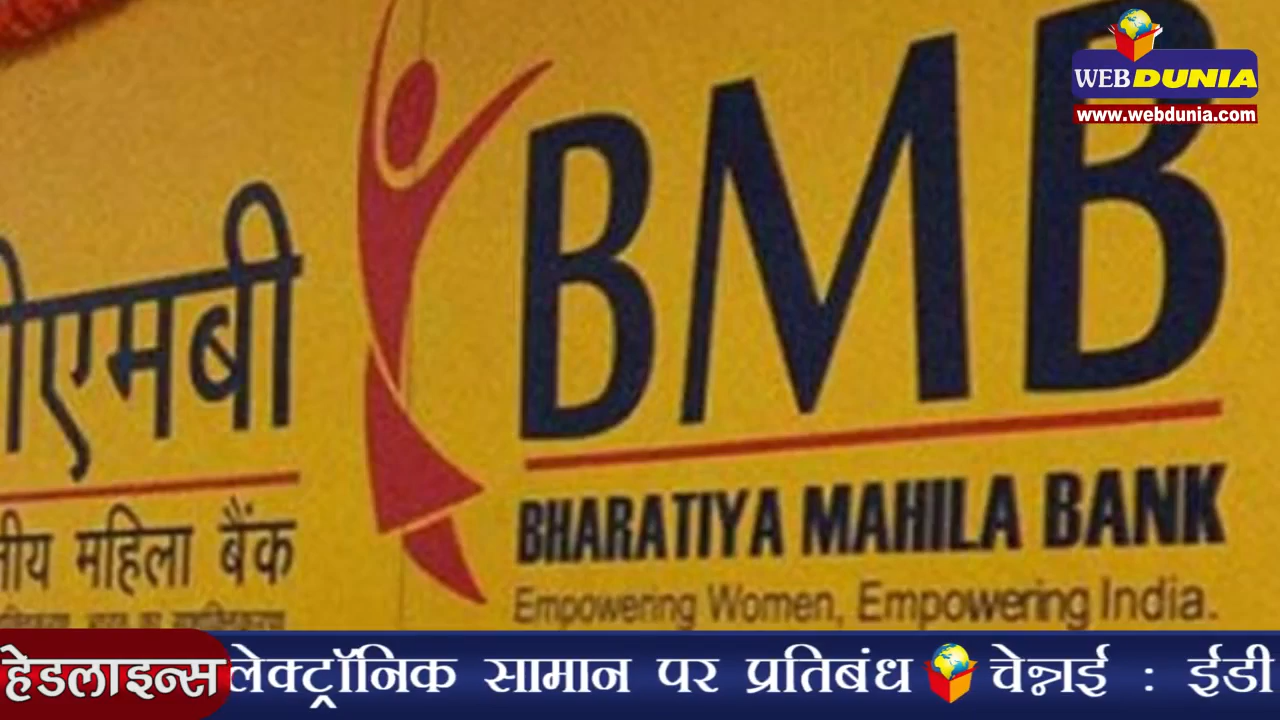 WEBDUNIA
www.webdunia.com
BMB
BHARATIYA MAHILA BANK
Empowering Women, Empowering India.
ीएमबी
तीय महिला बैंक
हेडलाइन्स
लेक्ट्रॉनिक सामान पर प्रतिबंध चेन्नई : ईडी